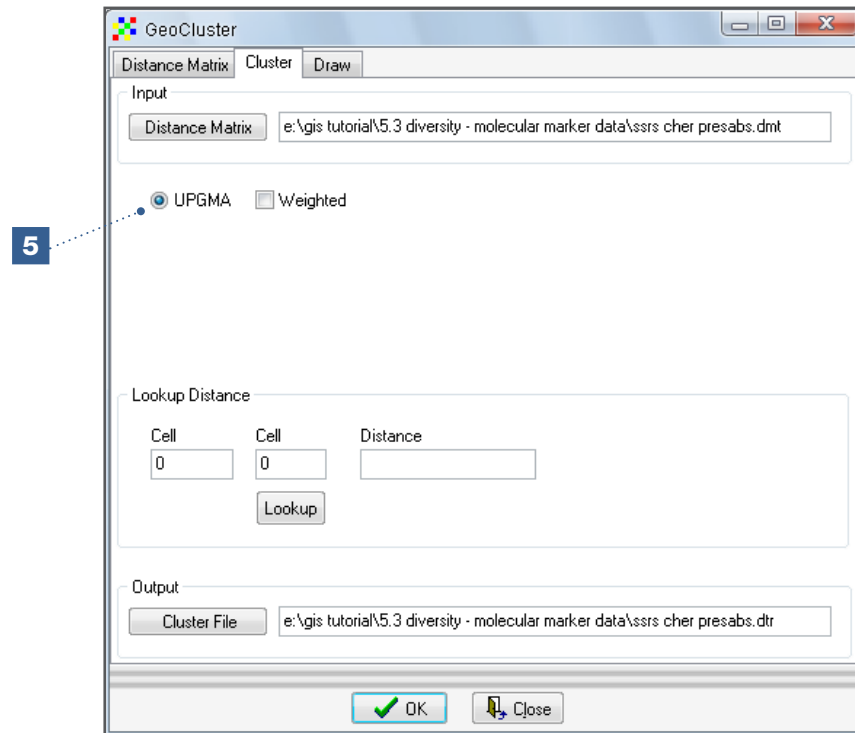 GeoCluster
Distance Matrix Cluster Draw
Input
Distance Matrix e:\gis tutorial\5.3 diversity - molecular marker data\ssrs cher presabs.dmt
UPGMA Weighted
5
Lookup Distance
Cell Cell Distance
0 0
Lookup
Output
Cluster File e:\gis tutorial\5.3 diversity - molecular marker data\ssrs cher presabs.dtr
OK Close